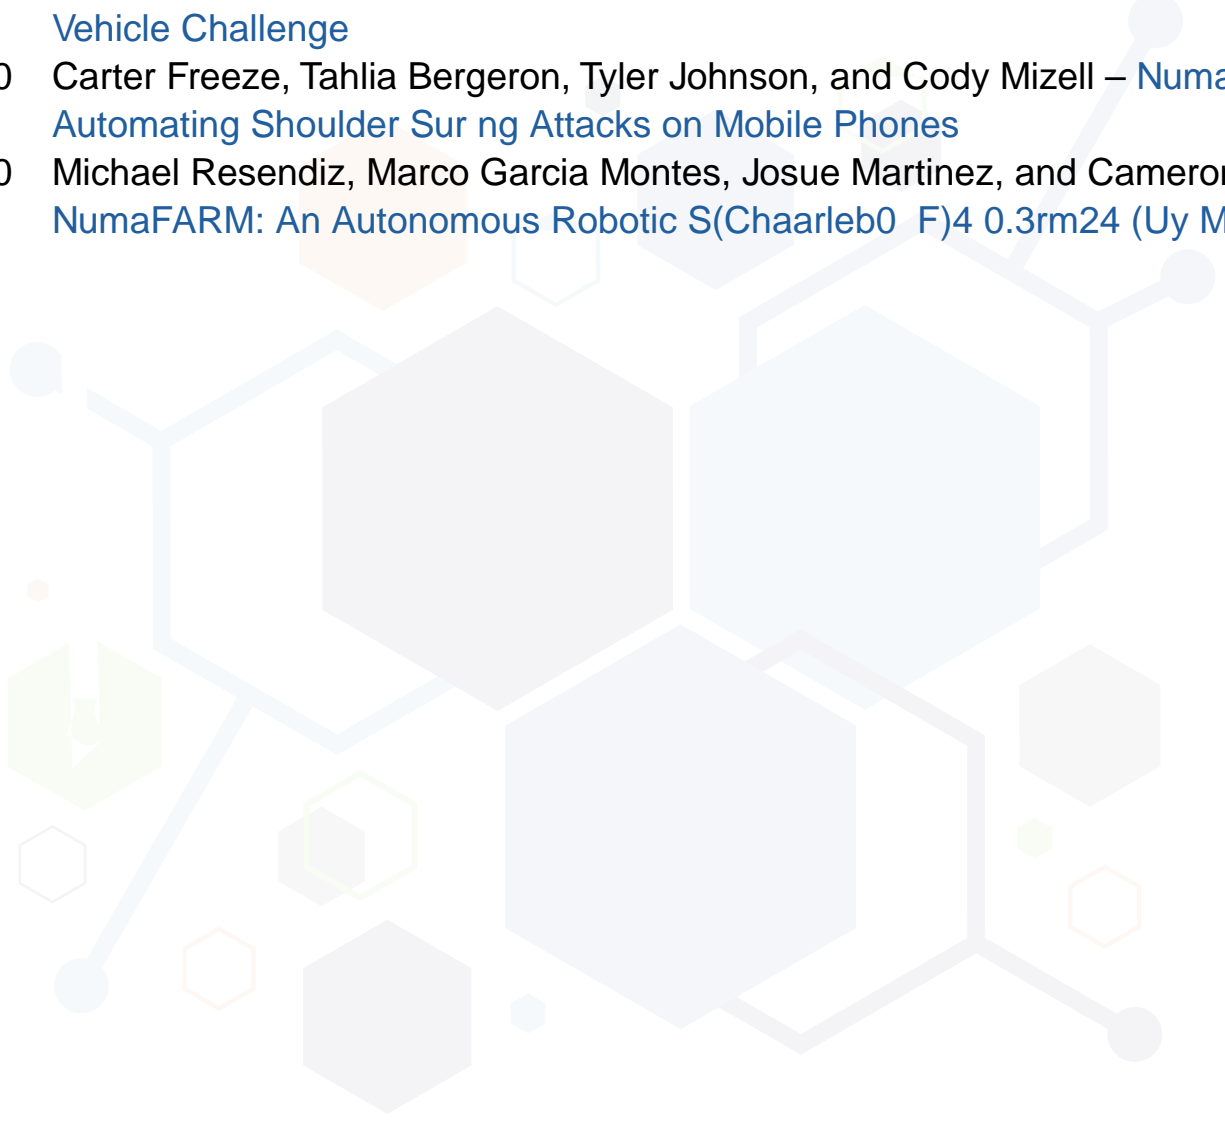 Vehicle Challenge
0 Carter Freeze, Tahlia Bergeron, Tyler Johnson, and Cody Mizell – Numa
Automating Shoulder Sur ng Attacks on Mobile Phones
0 Michael Resendiz, Marco Garcia Montes, Josue Martinez, and Cameron
NumaFARM: An Autonomous Robotic S(Chaarleb0 F)4 0.3rm24 (Uy M